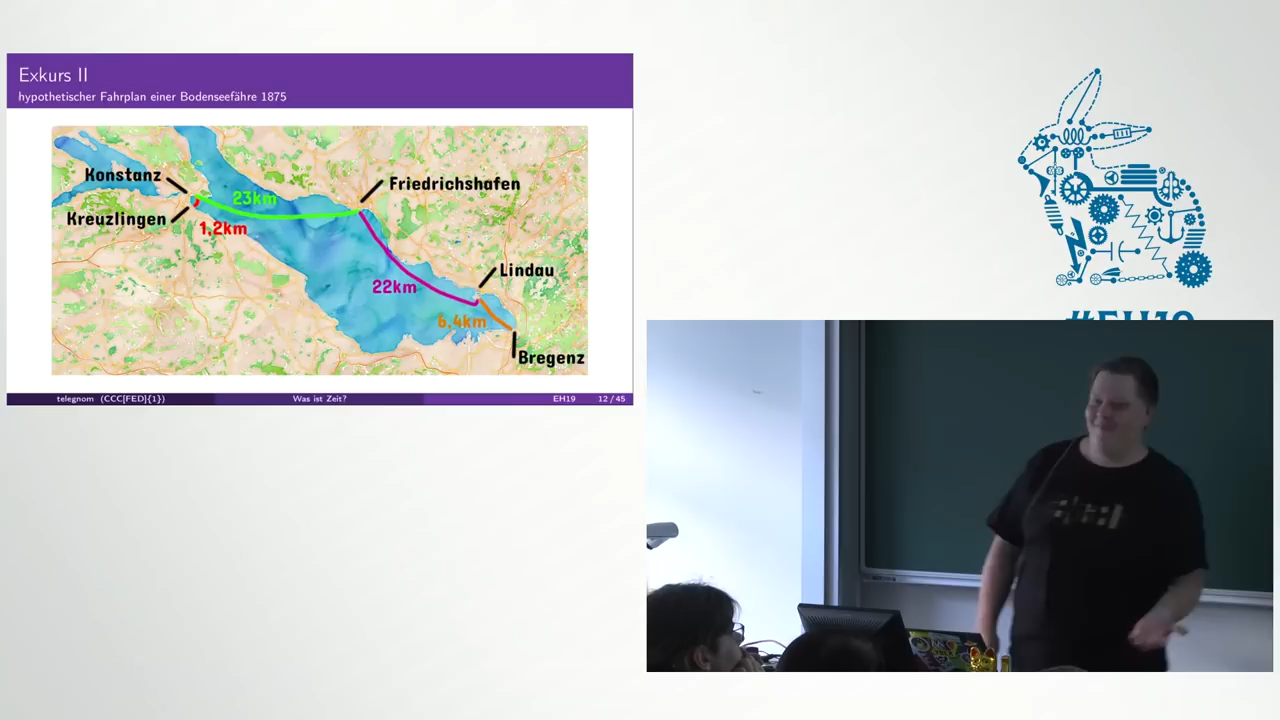 Exkurs II
hypothetischer Fahrplan einer Bodenseefähre 1875
Konstanz
Friedrichshafen
23km
Kreuzlingen
1,2km
Lindau
22km
6,4km
Bregenz
telegnom (CCC[FED]{1})
Was ist Zeit?
EH19
12/45
#EH19